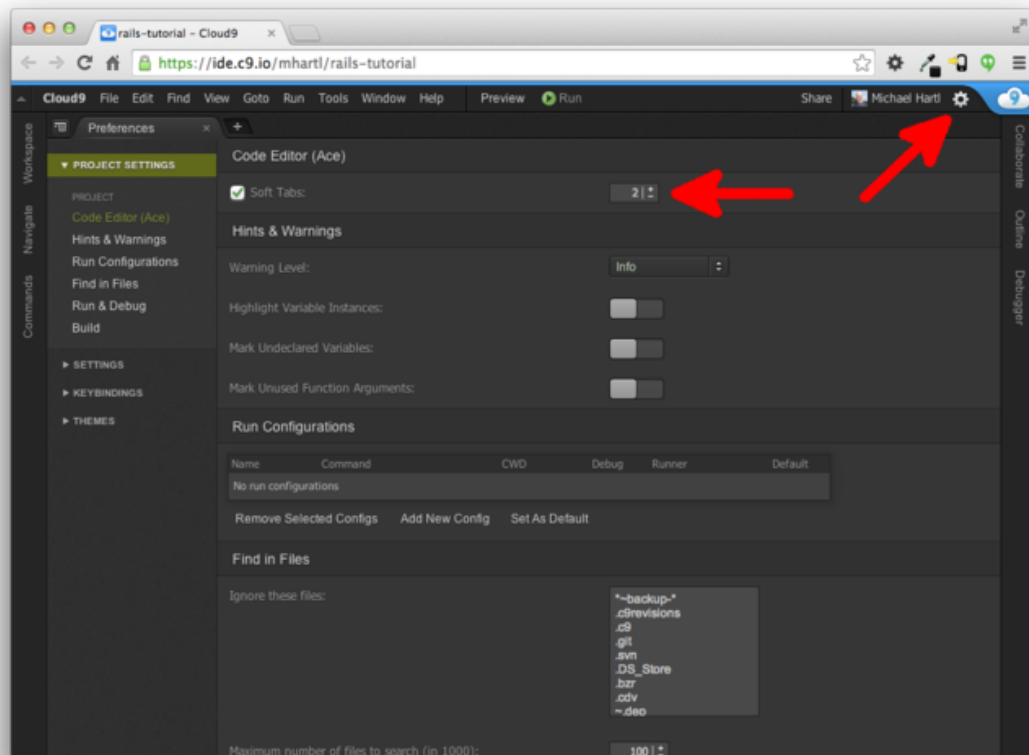 rails-tutorial - Cloud9
https://ide.c9.io/mhartl/rails-tutorial
Cloud9 File Edit Find View Goto Run Tools Window Help Preview Run Share Michael Hartl
Workspace
Navigate
Commands
Preferences
PROJECT SETTINGS
PROJECT
Code Editor (Ace)
Hints & Warnings
Run Configurations
Find in Files
Run & Debug
Build
SETTINGS
KEYBINDINGS
THEMES
Code Editor (Ace)
Soft Tabs: 2
Hints & Warnings
Warning Level: Info
Highlight Variable Instances:
Mark Undeclared Variables:
Mark Unused Function Arguments:
Run Configurations
Name Command CWD Debug Runner Default
No run configurations
Remove Selected Configs Add New Config Set As Default
Find in Files
Ignore these files:
*~backup-*
.c9revisions
.c9
.git
.svn
.DS_Store
.bzr
.cdv
~.dep
Maximum number of files to search (in 1000): 100
Collaborate
Outline
Debugger